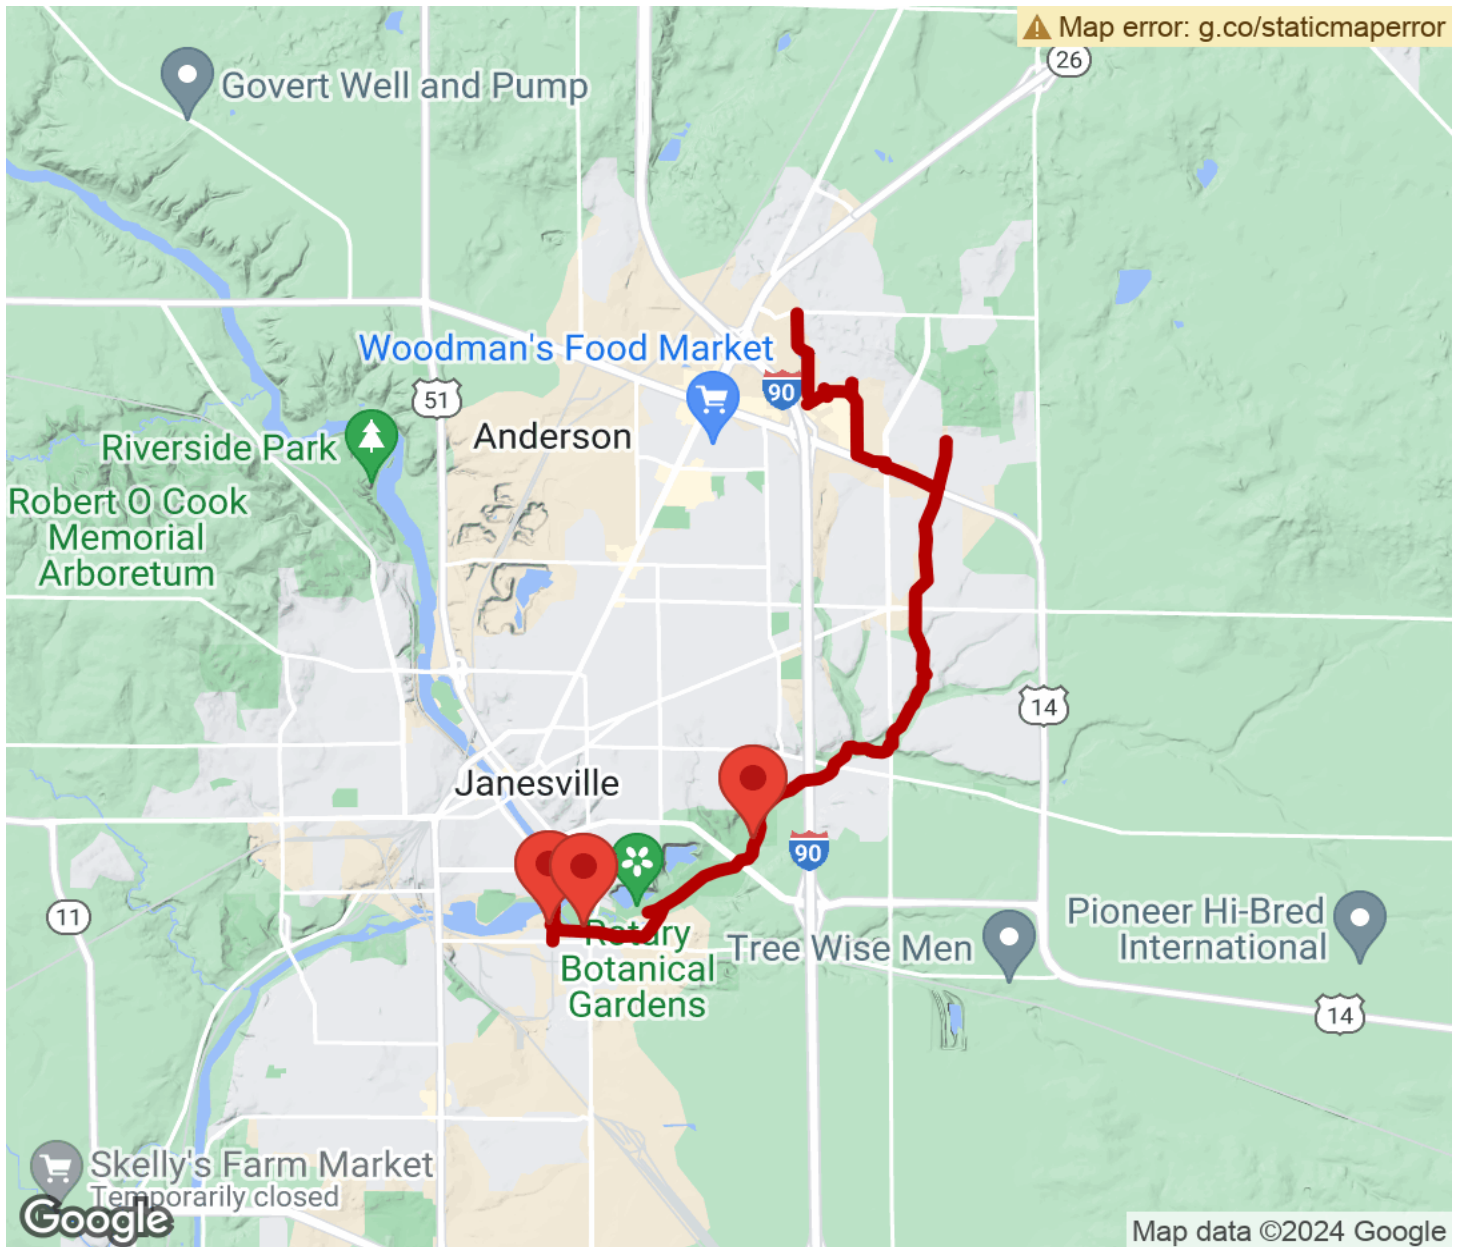 Map error: g.co/staticmaperror
26
Govert Well and Pump
Woodman's Food Market
90
51
Anderson
Riverside Park
Robert O Cook
Memorial
Arboretum
14
Janesville
90
11
Rotary
Botanical
Gardens
Tree Wise Men
Pioneer Hi-Bred
International
14
Skelly's Farm Market
Temporarily closed
Google
Map data ©2024 Google